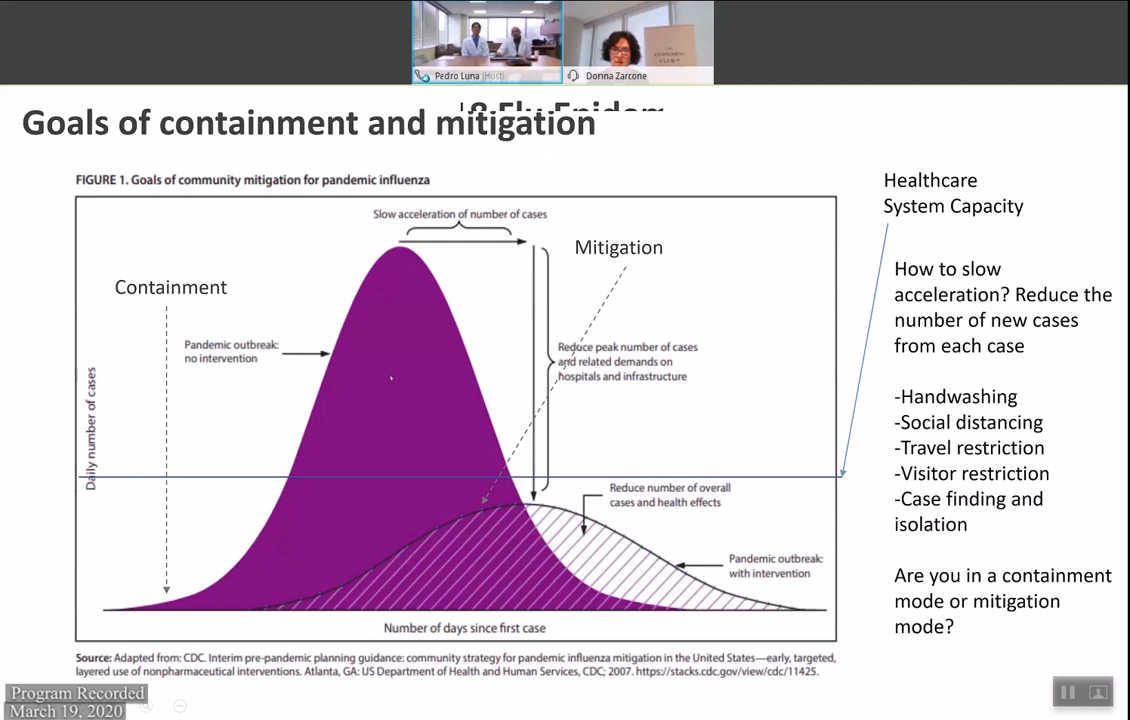 Pedro Luna (Host)
Donna Zarcone
THE
ECONOMIC
CLUB
Goals of containment and mitigation
FIGURE 1. Goals of community mitigation for pandemic influenza
Slow acceleration of number of cases
Mitigation
Containment
Pandemic outbreak:
no intervention
Reduce peak number of cases
and related demands on
hospitals and infrastructure
Daily number of cases
Reduce number of overall
cases and health effects
Pandemic outbreak:
with intervention
Number of days since first case
Source: Adapted from: CDC. Interim pre-pandemic planning guidance: community strategy for pandemic influenza mitigation in the United States—early, targeted,
layered use of nonpharmaceutical interventions. Atlanta, GA: US Department of Health and Human Services, CDC; 2007. https://stacks.cdc.gov/view/cdc/11425.
Healthcare
System Capacity
How to slow
acceleration? Reduce the
number of new cases
from each case
-Handwashing
-Social distancing
-Travel restriction
-Visitor restriction
-Case finding and
isolation
Are you in a containment
mode or mitigation
mode?
Program Recorded
March 19, 2020